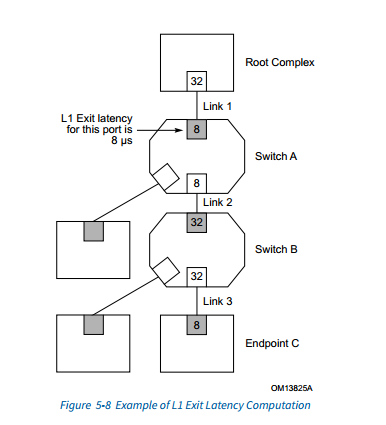 Root Complex
32
Link 1
L1 Exit latency
for this port is
8 µs
8
Switch A
8
Link 2
32
Switch B
32
Link 3
8
Endpoint C
OM13825A
Figure 5-8 Example of L1 Exit Latency Computation